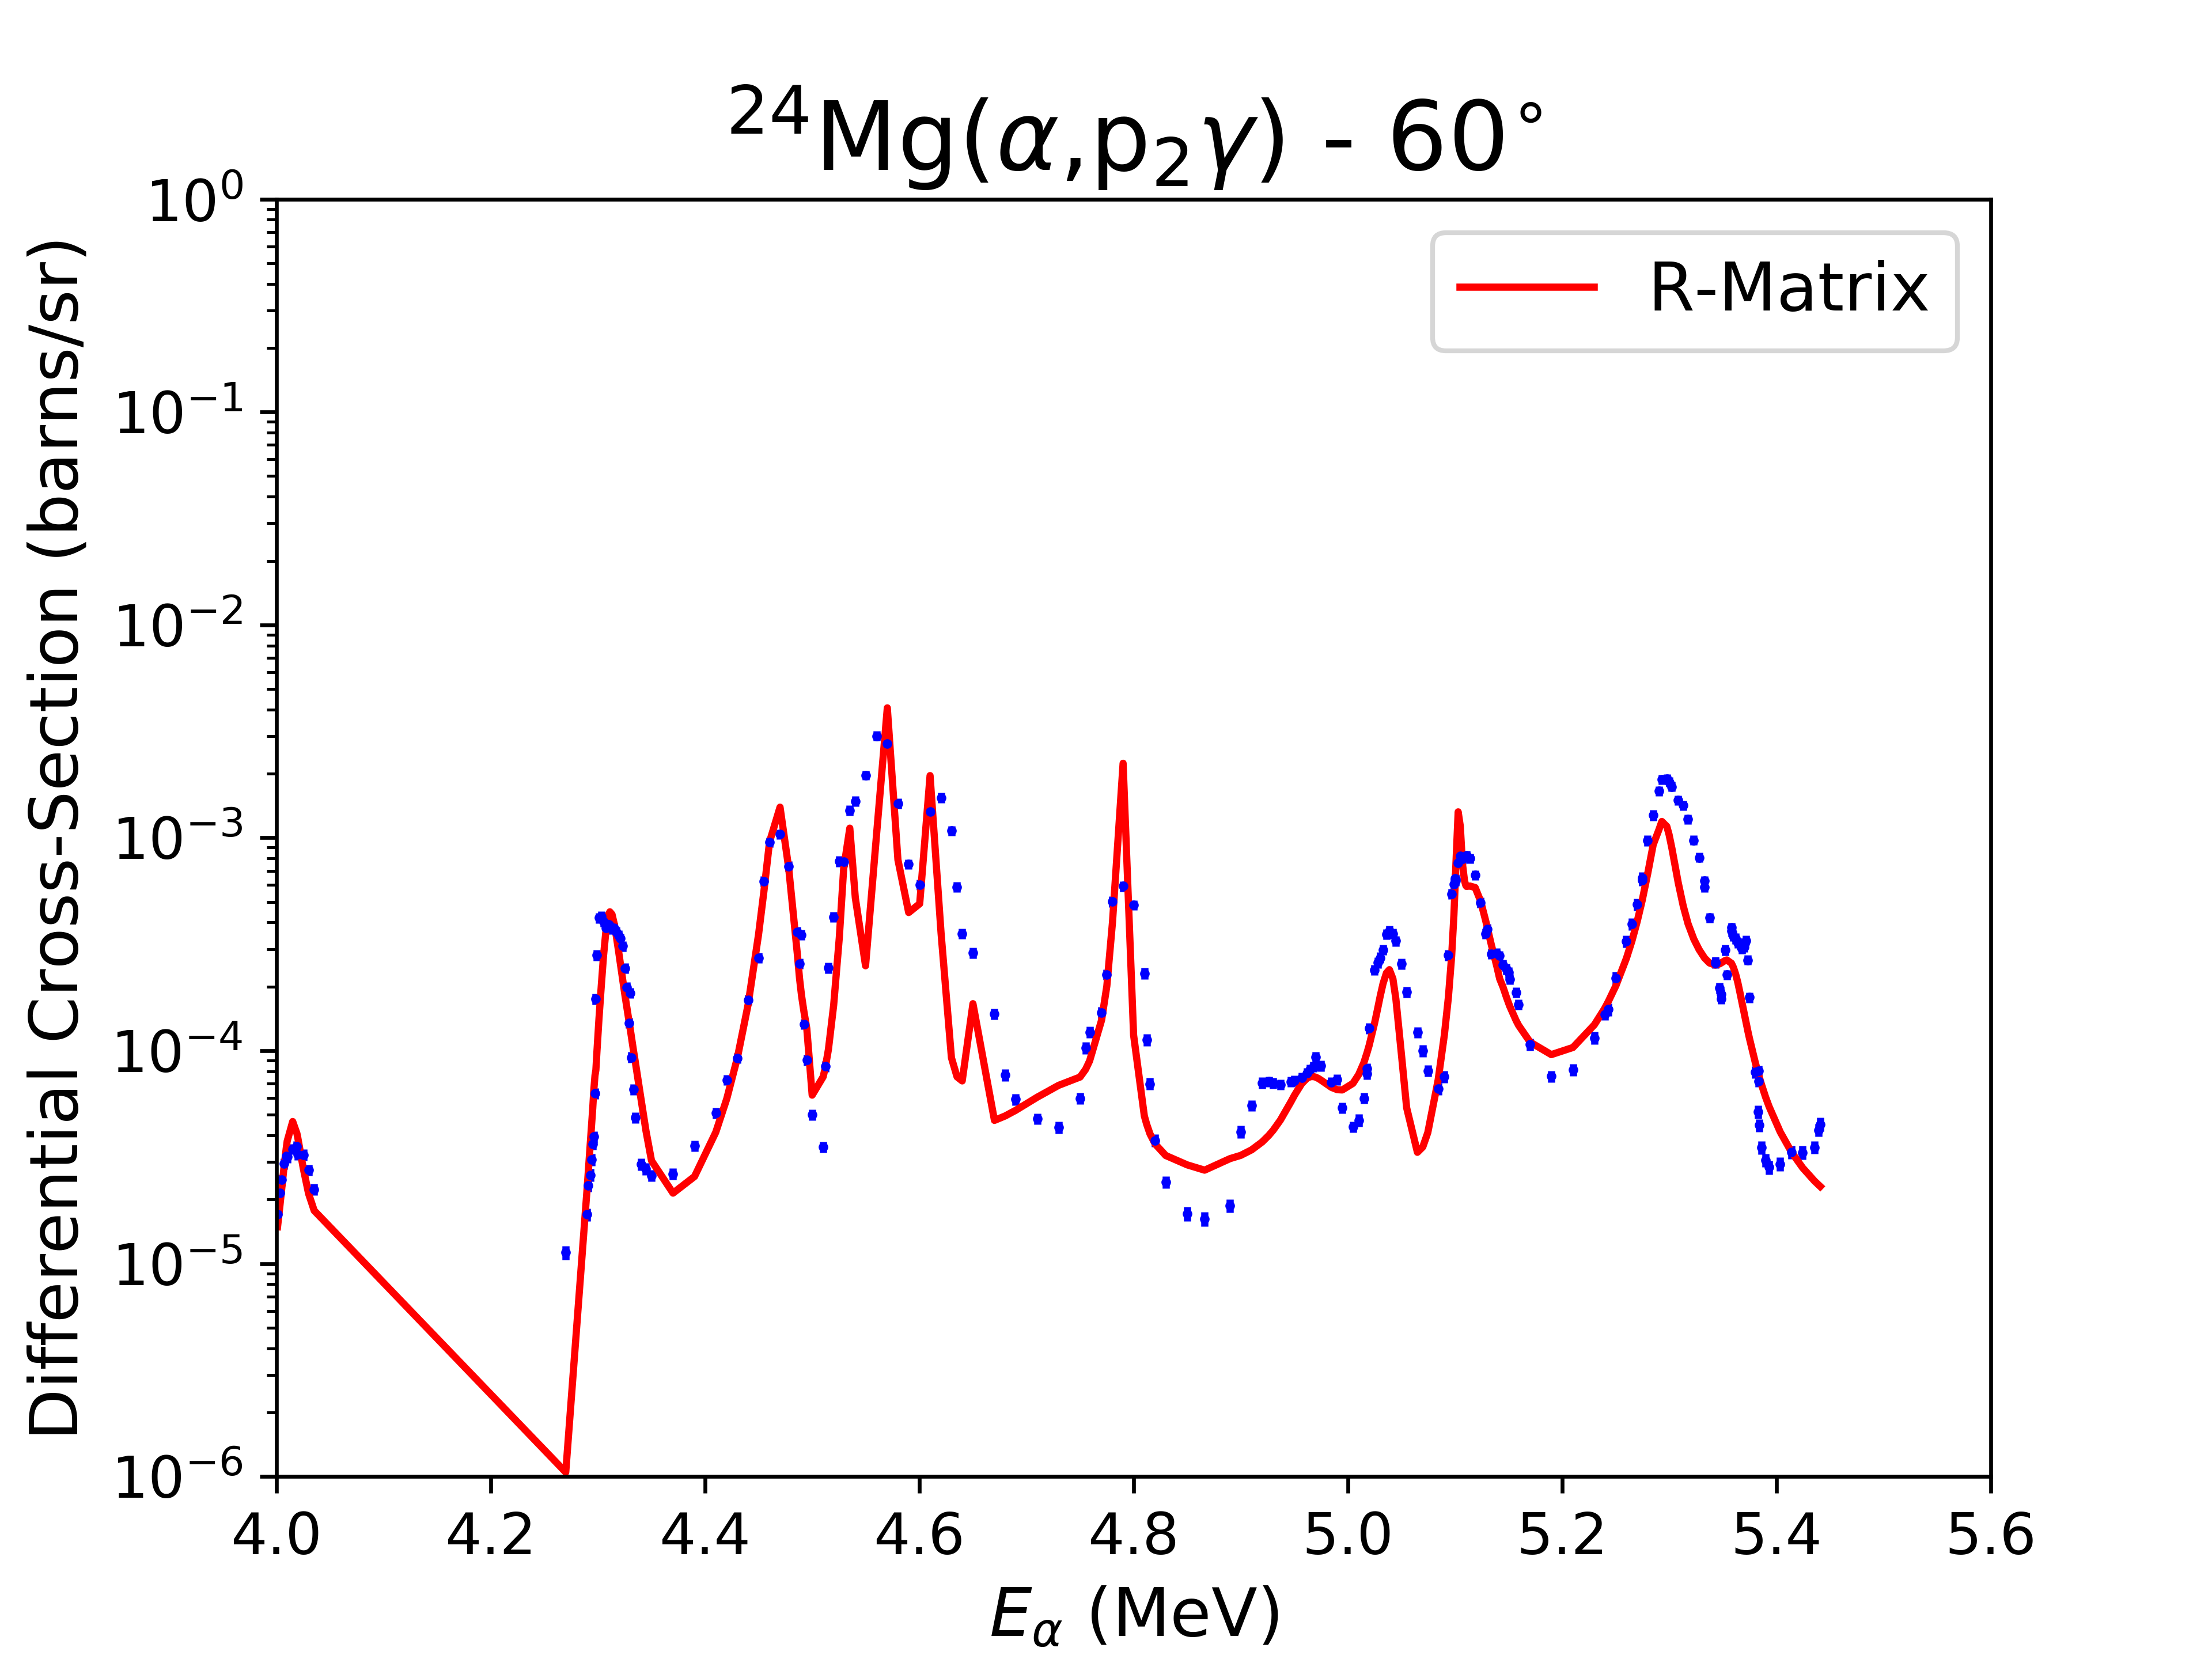 ²⁴Mg(α,p₂γ) - 60°
R-Matrix
Differential Cross-Section (barns/sr)
10⁰
10⁻¹
10⁻²
10⁻³
10⁻⁴
10⁻⁵
10⁻⁶
4.0 4.2 4.4 4.6 4.8 5.0 5.2 5.4 5.6
E_α (MeV)